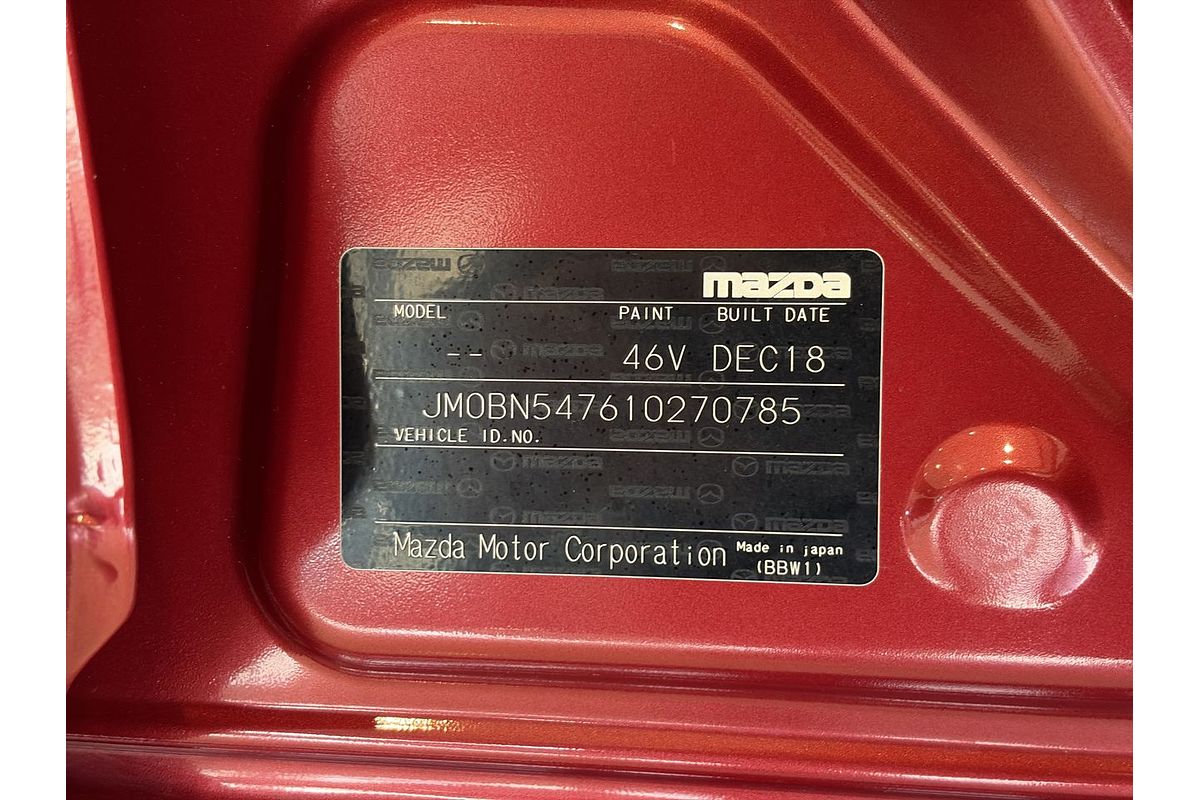 mazda
MODEL PAINT BUILT DATE
-- 46V DEC18
JM0BN547610270785
VEHICLE ID.NO.
Mazda Motor Corporation Made in japan
(BBW1)